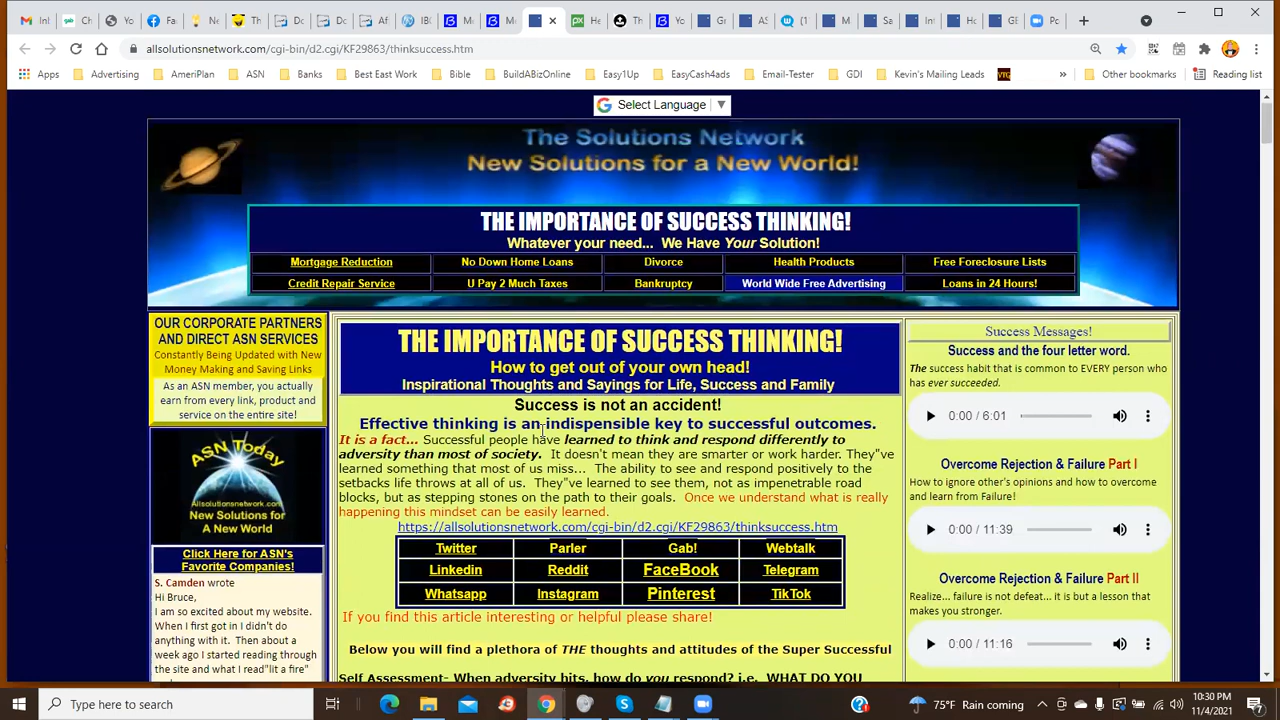 allsolutionsnetwork.com/cgi-bin/d2.cgi/KF29863/thinksuccess.htm
Apps Advertising AmeriPlan ASN Banks Best East Work Bible BuildABizOnline Easy1Up EasyCash4ads Email-Tester GDI Kevin's Mailing Leads VTG » Other bookmarks Reading list
Select Language ▼
The Solutions Network
New Solutions for a New World!
THE IMPORTANCE OF SUCCESS THINKING!
Whatever your need... We Have Your Solution!
Mortgage Reduction No Down Home Loans Divorce Health Products Free Foreclosure Lists
Credit Repair Service U Pay 2 Much Taxes Bankruptcy World Wide Free Advertising Loans in 24 Hours!
OUR CORPORATE PARTNERS
AND DIRECT ASN SERVICES
Constantly Being Updated with New
Money Making and Saving Links
As an ASN member, you actually
earn from every link, product and
service on the entire site!
ASN Today
Allsolutionsnetwork.com
New Solutions for
A New World!
Click Here for ASN's
Favorite Companies!
S. Camden wrote
Hi Bruce,
I am so excited about my website.
When I first got in I didn't do
anything with it. Then about a
week ago I started reading through
the site and what I read"lit a fire"
THE IMPORTANCE OF SUCCESS THINKING!
How to get out of your own head!
Inspirational Thoughts and Sayings for Life, Success and Family
Success is not an accident!
Effective thinking is an indispensible key to successful outcomes.
It is a fact... Successful people have learned to think and respond differently to
adversity than most of society. It doesn't mean they are smarter or work harder. They"ve
learned something that most of us miss... The ability to see and respond positively to the
setbacks life throws at all of us. They"ve learned to see them, not as impenetrable road
blocks, but as stepping stones on the path to their goals. Once we understand what is really
happening this mindset can be easily learned.
https://allsolutionsnetwork.com/cgi-bin/d2.cgi/KF29863/thinksuccess.htm
Twitter Parler Gab! Webtalk
Linkedin Reddit FaceBook Telegram
Whatsapp Instagram Pinterest TikTok
If you find this article interesting or helpful please share!
Below you will find a plethora of THE thoughts and attitudes of the Super Successful
Self Assessment- When adversity hits, how do you respond? i.e. WHAT DO YOU
Success Messages!
Success and the four letter word.
The success habit that is common to EVERY person who
has ever succeeded.
0:00 / 6:01
Overcome Rejection & Failure Part I
How to ignore other's opinions and how to overcome
and learn from Failure!
0:00 / 11:39
Overcome Rejection & Failure Part II
Realize... failure is not defeat... it is but a lesson that
makes you stronger.
0:00 / 11:16
Type here to search
75°F Rain coming
10:30 PM
11/4/2021